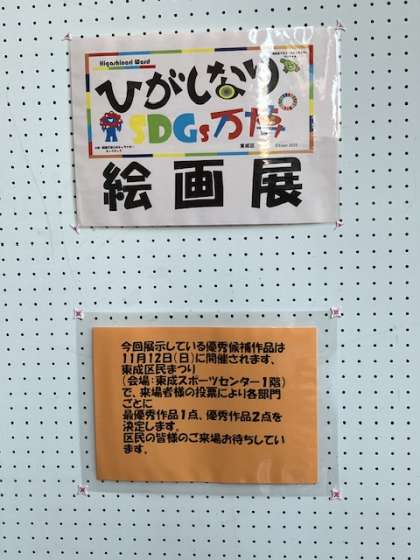 Higashinari Ward
ひがしなり
SDGs万博
東成区
絵画展
今回展示している優秀候補作品は
11月12日(日)に開催されます、
東成区民まつり
(会場:東成スポーツセンター1階)
で、来場者様の投票により各部門
ごとに
最優秀作品1点、優秀作品2点を
決定します。
区民の皆様のご来場お待ちしてい
ます。